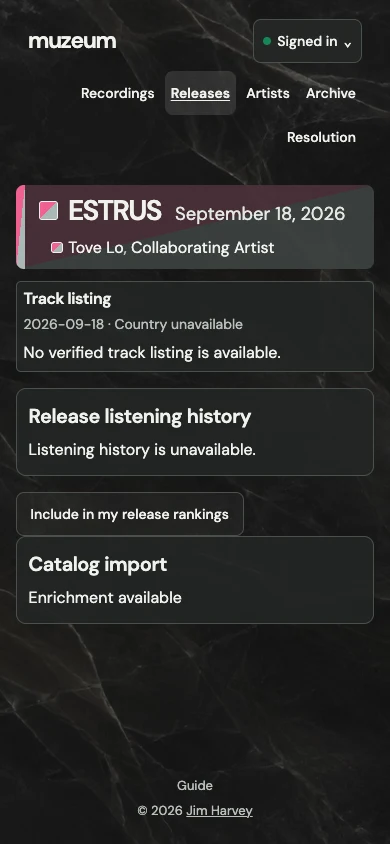 muzeum
Signed in
Recordings Releases Artists Archive
Resolution
ESTRUS September 18, 2026
Tove Lo, Collaborating Artist
Track listing
2026-09-18 · Country unavailable
No verified track listing is available.
Release listening history
Listening history is unavailable.
Include in my release rankings
Catalog import
Enrichment available
Guide
© 2026 Jim Harvey